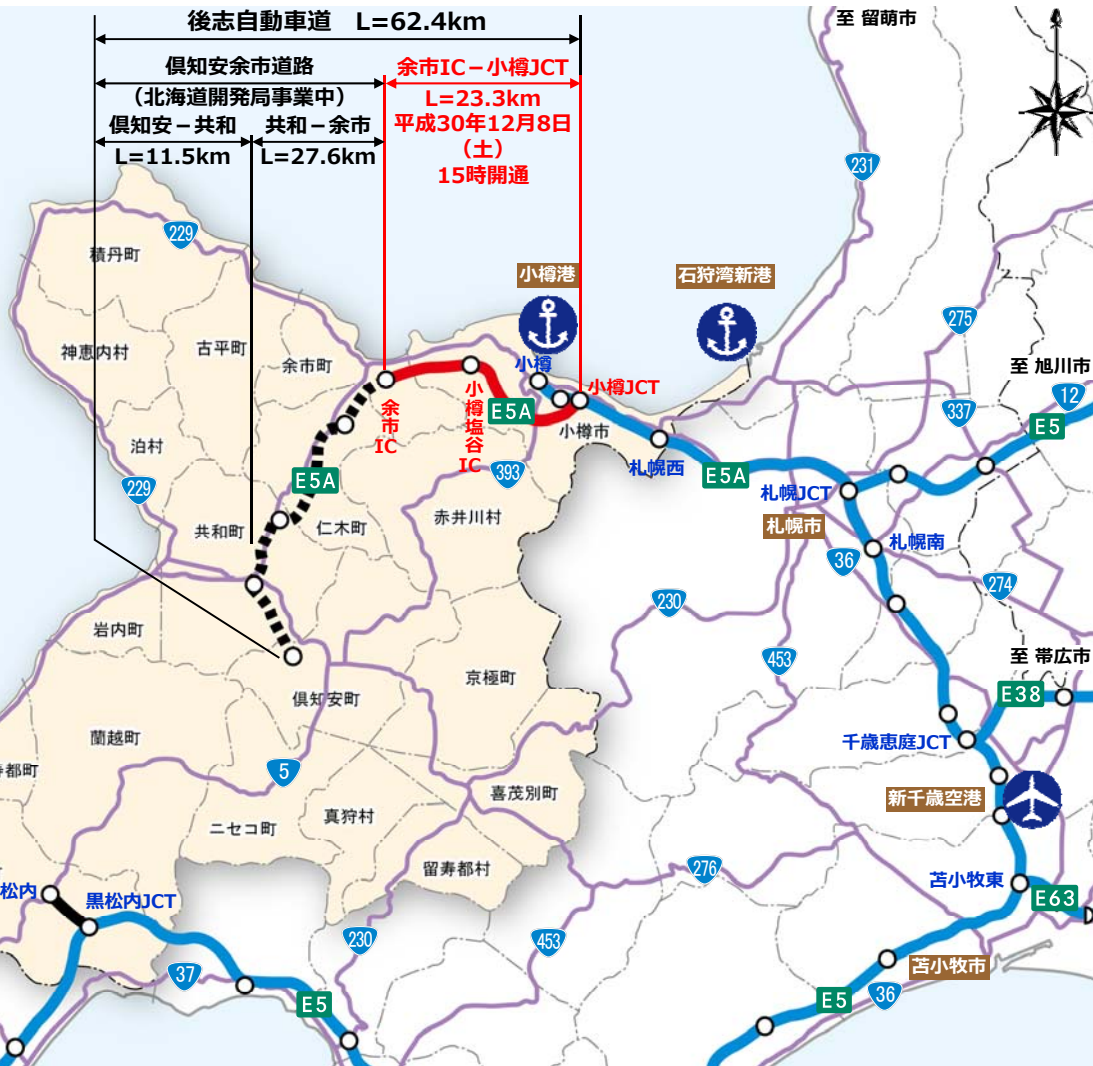 後志自動車道 L=62.4km
倶知安余市道路
(北海道開発局事業中)
余市IC－小樽JCT
L=23.3km
平成30年12月8日
(土)
15時開通
倶知安－共和
L=11.5km
共和－余市
L=27.6km
至 留萌市
231
229
積丹町
小樽港
石狩湾新港
275
神恵内村
古平町
余市町
小樽
小樽JCT
至 旭川市
12
337
E5
余市IC
小樽塩谷IC
E5A
小樽市
泊村
229
E5A
393
札幌西
E5A
札幌JCT
札幌市
共和町
仁木町
赤井川村
札幌南
36
274
岩内町
230
453
至 帯広市
京極町
倶知安町
E38
蘭越町
千歳恵庭JCT
都町
5
喜茂別町
新千歳空港
真狩村
ニセコ町
留寿都村
276
苫小牧東
E63
松内
黒松内JCT
230
453
苫小牧市
37
E5
E5
36